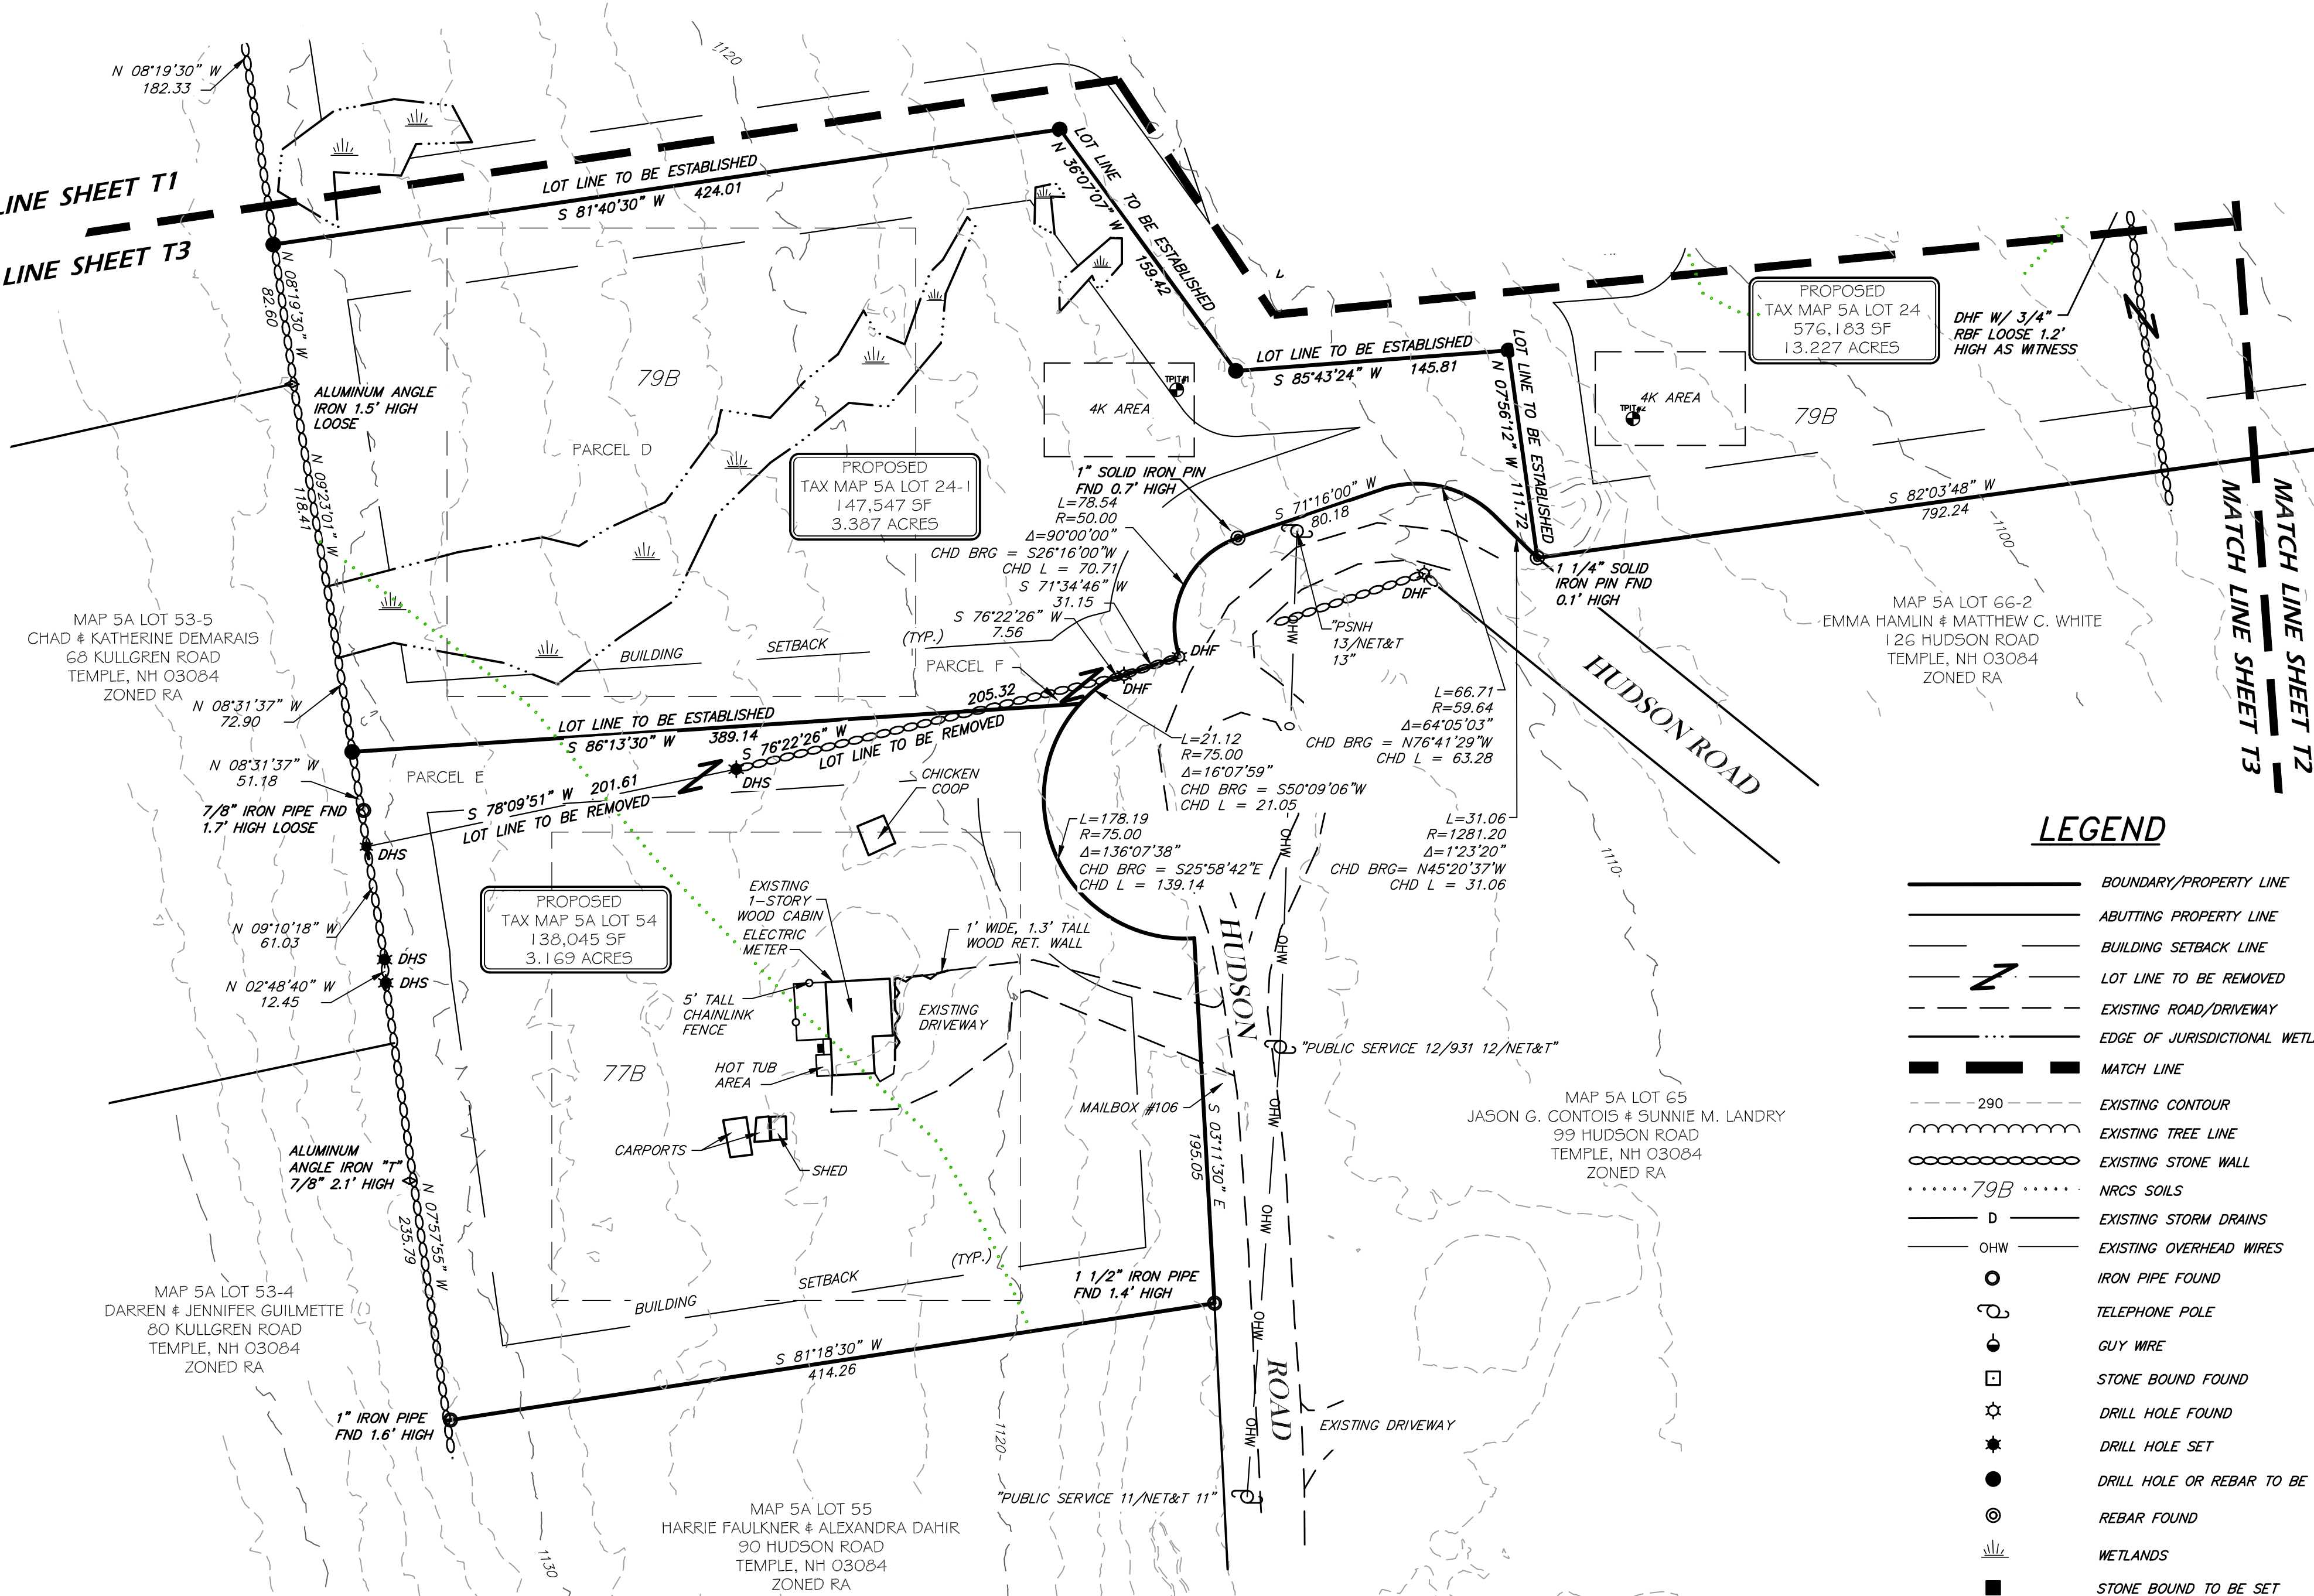 N 08°19'30" W
182.33
1120
LINE SHEET T1
LINE SHEET T3
LOT LINE TO BE ESTABLISHED
S 81°40'30" W 424.01
LOT LINE TO BE ESTABLISHED
N 36°07'07" W
159.42
N 08°19'30" W
82.60
ALUMINUM ANGLE
IRON 1.5' HIGH
LOOSE
79B
PARCEL D
PROPOSED
TAX MAP 5A LOT 24-1
147,547 SF
3.387 ACRES
4K AREA
TPIT#1
LOT LINE TO BE ESTABLISHED
S 85°43'24" W 145.81
LOT LINE TO BE ESTABLISHED
N 07°56'12" W 111.72
4K AREA
TPIT#2
79B
PROPOSED
TAX MAP 5A LOT 24
576,183 SF
13.227 ACRES
DHF W/ 3/4"
RBF LOOSE 1.2'
HIGH AS WITNESS
S 82°03'48" W
792.24
1100
MATCH LINE SHEET T2
MATCH LINE SHEET T3
N 09°23'01" W
118.41
1" SOLID IRON PIN
FND 0.7' HIGH
L=78.54
R=50.00
Δ=90°00'00"
CHD BRG = S26°16'00"W
CHD L = 70.71
S 71°34'46" W
31.15
S 76°22'26" W
7.56
S 71°16'00" W
80.18
1 1/4" SOLID
IRON PIN FND
0.1' HIGH
DHF
DHF
DHF
OHW
"PSNH
13/NET&T
13"
HUDSON ROAD
MAP 5A LOT 66-2
EMMA HAMLIN & MATTHEW C. WHITE
126 HUDSON ROAD
TEMPLE, NH 03084
ZONED RA
MAP 5A LOT 53-5
CHAD & KATHERINE DEMARAIS
68 KULLGREN ROAD
TEMPLE, NH 03084
ZONED RA
BUILDING SETBACK (TYP.)
PARCEL F
N 08°31'37" W
72.90
LOT LINE TO BE ESTABLISHED
S 86°13'30" W 389.14
205.32
S 76°22'26" W
LOT LINE TO BE REMOVED
DHS
N 08°31'37" W
51.18
PARCEL E
S 78°09'51" W 201.61
LOT LINE TO BE REMOVED
7/8" IRON PIPE FND
1.7' HIGH LOOSE
DHS
CHICKEN
COOP
L=66.71
R=59.64
Δ=64°05'03"
CHD BRG = N76°41'29"W
CHD L = 63.28
L=21.12
R=75.00
Δ=16°07'59"
CHD BRG = S50°09'06"W
CHD L = 21.05
L=178.19
R=75.00
Δ=136°07'38"
CHD BRG = S25°58'42"E
CHD L = 139.14
L=31.06
R=1281.20
Δ=1°23'20"
CHD BRG= N45°20'37"W
CHD L = 31.06
OHW
1110
PROPOSED
TAX MAP 5A LOT 54
138,045 SF
3.169 ACRES
EXISTING
1-STORY
WOOD CABIN
ELECTRIC
METER
1' WIDE, 1.3' TALL
WOOD RET. WALL
N 09°10'18" W
61.03
DHS
N 02°48'40" W
12.45
DHS
5' TALL
CHAINLINK
FENCE
EXISTING
DRIVEWAY
HUDSON
OHW
77B
HOT TUB
AREA
"PUBLIC SERVICE 12/931 12/NET&T"
MAILBOX #106
S 03°11'30" E
195.05
OHW
MAP 5A LOT 65
JASON G. CONTOIS & SUNNIE M. LANDRY
99 HUDSON ROAD
TEMPLE, NH 03084
ZONED RA
CARPORTS
SHED
ALUMINUM
ANGLE IRON "T"
7/8" 2.1' HIGH
N 07°57'55" W
235.79
OHW
MAP 5A LOT 53-4
DARREN & JENNIFER GUILMETTE
80 KULLGREN ROAD
TEMPLE, NH 03084
ZONED RA
BUILDING SETBACK (TYP.)
1 1/2" IRON PIPE
FND 1.4' HIGH
OHW
S 81°18'30" W
414.26
ROAD
1" IRON PIPE
FND 1.6' HIGH
1120
OHW
EXISTING DRIVEWAY
"PUBLIC SERVICE 11/NET&T 11"
1130
MAP 5A LOT 55
HARRIE FAULKNER & ALEXANDRA DAHIR
90 HUDSON ROAD
TEMPLE, NH 03084
ZONED RA
LEGEND
BOUNDARY/PROPERTY LINE
ABUTTING PROPERTY LINE
BUILDING SETBACK LINE
LOT LINE TO BE REMOVED
EXISTING ROAD/DRIVEWAY
EDGE OF JURISDICTIONAL WETL
MATCH LINE
290 EXISTING CONTOUR
EXISTING TREE LINE
EXISTING STONE WALL
79B NRCS SOILS
D EXISTING STORM DRAINS
OHW EXISTING OVERHEAD WIRES
IRON PIPE FOUND
TELEPHONE POLE
GUY WIRE
STONE BOUND FOUND
DRILL HOLE FOUND
DRILL HOLE SET
DRILL HOLE OR REBAR TO BE
REBAR FOUND
WETLANDS
STONE BOUND TO BE SET